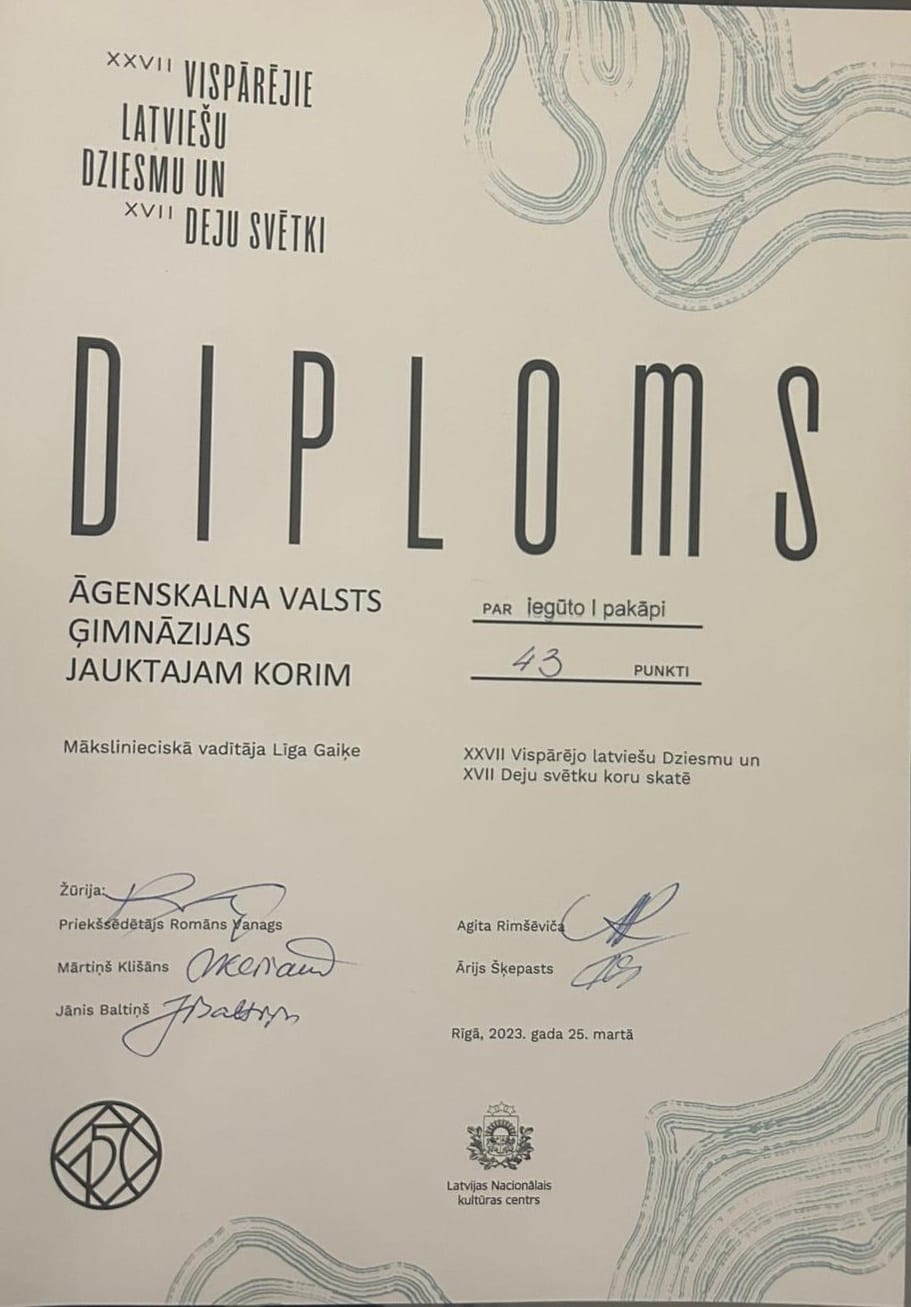 XXVII VISPĀRĒJIE
LATVIEŠU
DZIESMU UN
XVII DEJU SVĒTKI
DIPLOMS
ĀGENSKALNA VALSTS
ĢIMNĀZIJAS
JAUKTAJAM KORIM
Mākslinieciskā vadītāja Līga Gaiķe
PAR iegūto I pakāpi
43 PUNKTI
XXVII Vispārējo latviešu Dziesmu un
XVII Deju svētku koru skatē
Žūrija:
Priekšsēdētājs Romāns Vanags
Mārtiņš Klišāns
Jānis Baltiņš
Agita Rimšēviča
Ārijs Šķepasts
Rīgā, 2023. gada 25. martā
150
Latvijas Nacionālais
kultūras centrs